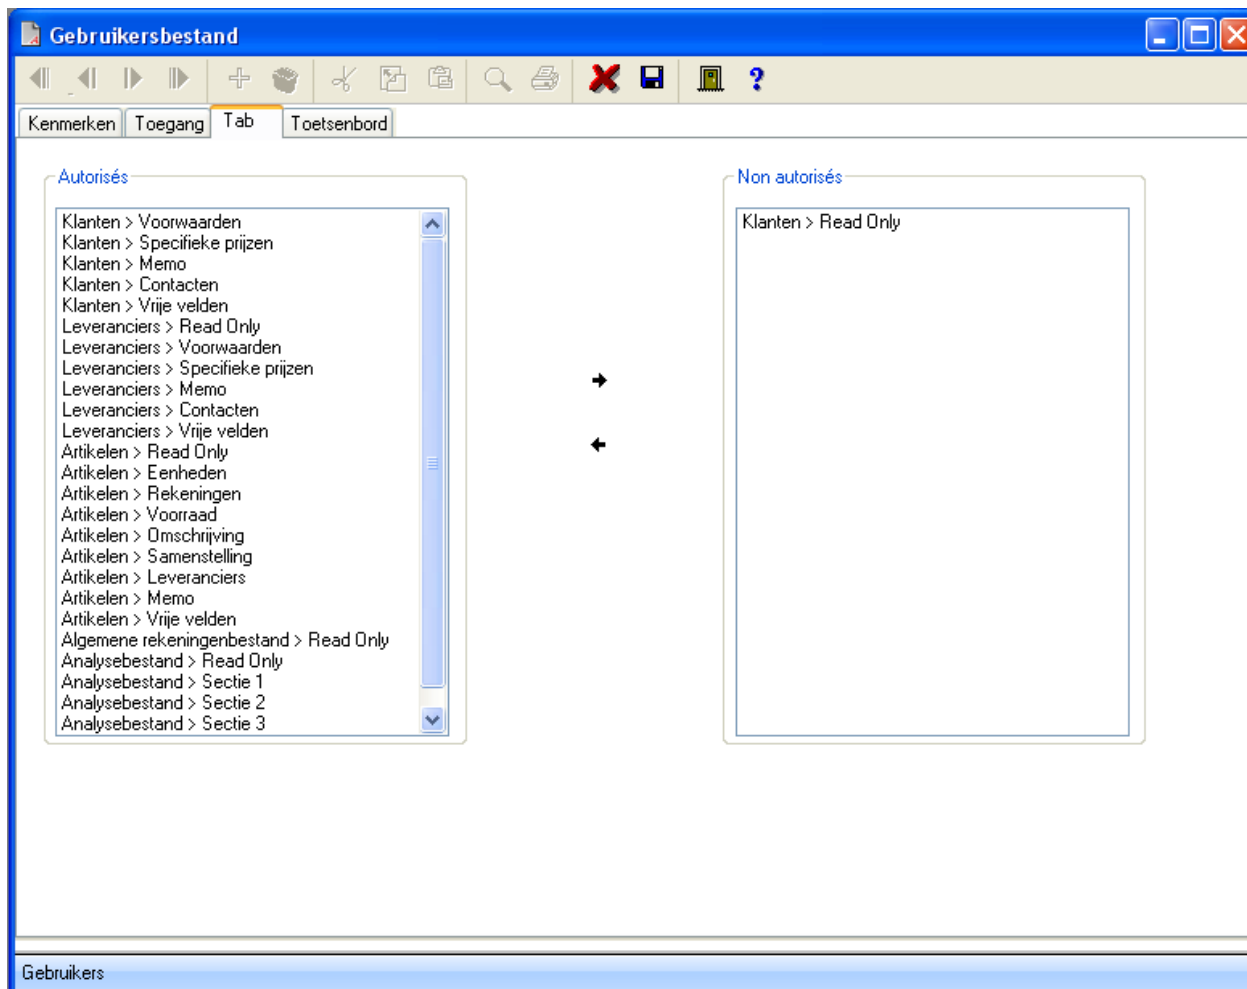 Gebruikersbestand
Kenmerken Toegang Tab Toetsenbord
Autorisés
Klanten > Voorwaarden
Klanten > Specifieke prijzen
Klanten > Memo
Klanten > Contacten
Klanten > Vrije velden
Leveranciers > Read Only
Leveranciers > Voorwaarden
Leveranciers > Specifieke prijzen
Leveranciers > Memo
Leveranciers > Contacten
Leveranciers > Vrije velden
Artikelen > Read Only
Artikelen > Eenheden
Artikelen > Rekeningen
Artikelen > Voorraad
Artikelen > Omschrijving
Artikelen > Samenstelling
Artikelen > Leveranciers
Artikelen > Memo
Artikelen > Vrije velden
Algemene rekeningenbestand > Read Only
Analysebestand > Read Only
Analysebestand > Sectie 1
Analysebestand > Sectie 2
Analysebestand > Sectie 3
Non autorisés
Klanten > Read Only
Gebruikers